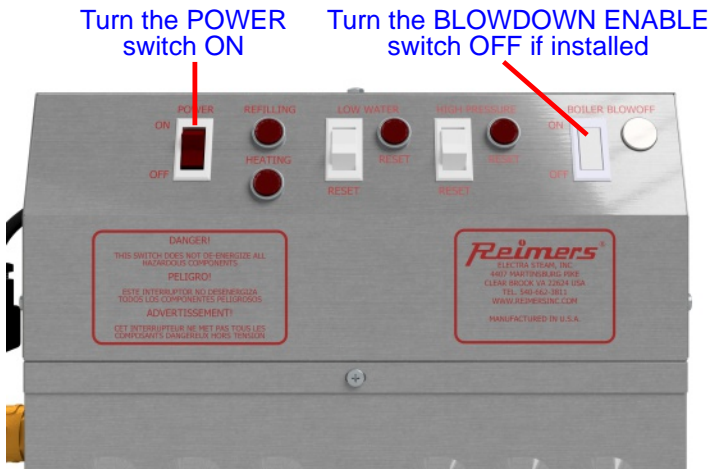 Turn the POWER
switch ON
Turn the BLOWDOWN ENABLE
switch OFF if installed
POWER
ON
OFF
REFILLING
HEATING
LOW WATER
RESET
RESET
HIGH PRESSURE
RESET
RESET
BOILER BLOWOFF
ON
OFF
DANGER!
THIS SWITCH DOES NOT DE-ENERGIZE ALL
HAZARDOUS COMPONENTS
PELIGRO!
ESTE INTERRUPTOR NO DESENERGIZA
TODOS LOS COMPONENTES PELIGROSOS
ADVERTISSEMENT!
CET INTERRUPTEUR NE MET PAS TOUS LES
COMPOSANTS DANGEREUX HORS TENSION
Reimers®
ELECTRA STEAM, INC.
4407 MARTINSBURG PIKE
CLEAR BROOK VA 22624 USA
TEL. 540-662-3811
WWW.REIMERSINC.COM
MANUFACTURED IN U.S.A.